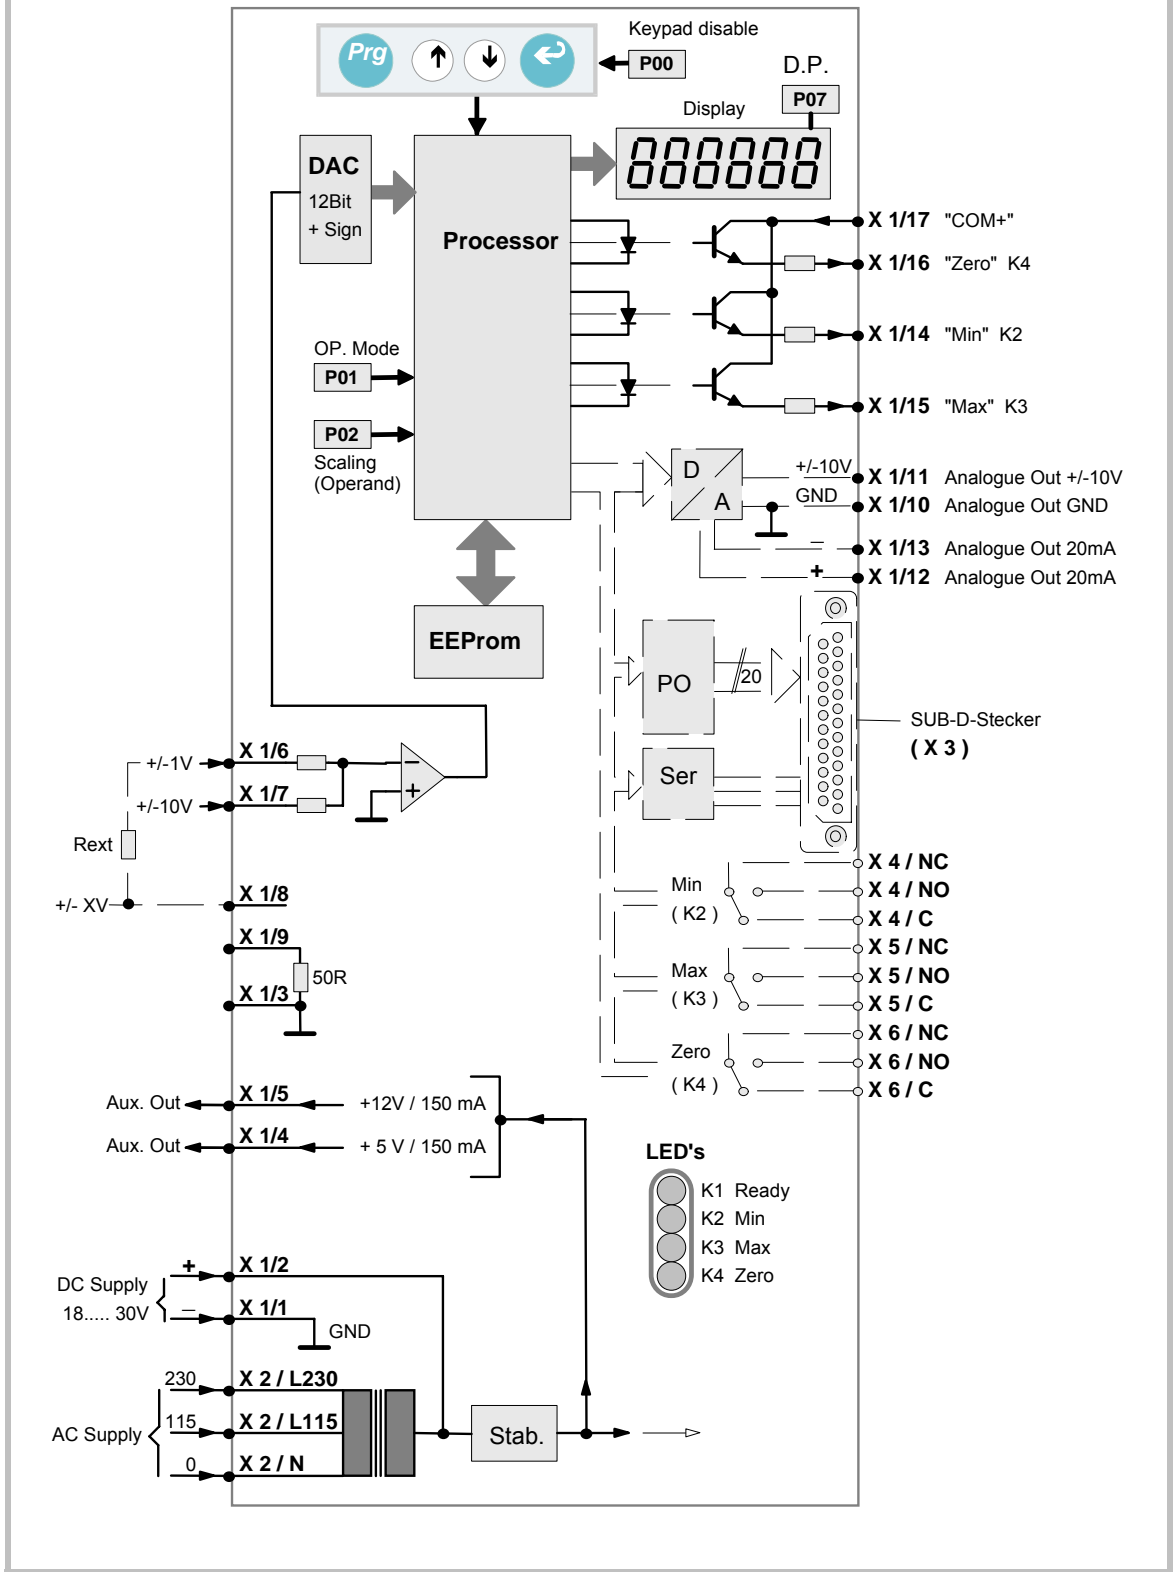 Keypad disable
Prg
P00
D.P.
P07
Display
DAC
12Bit
+ Sign
Processor
X 1/17 "COM+"
X 1/16 "Zero" K4
X 1/14 "Min" K2
X 1/15 "Max" K3
OP. Mode
P01
P02
Scaling
(Operand)
D
A
+/-10V
X 1/11 Analogue Out +/-10V
GND
X 1/10 Analogue Out GND
–
X 1/13 Analogue Out 20mA
+
X 1/12 Analogue Out 20mA
EEProm
PO
20
SUB-D-Stecker
( X 3 )
Ser
X 1/6
+/-1V
X 1/7
+/-10V
–
+
Rext
+/- XV
X 1/8
X 1/9
50R
X 1/3
X 4 / NC
Min
X 4 / NO
( K2 )
X 4 / C
X 5 / NC
Max
X 5 / NO
( K3 )
X 5 / C
X 6 / NC
Zero
X 6 / NO
( K4 )
X 6 / C
Aux. Out
X 1/5
+12V / 150 mA
Aux. Out
X 1/4
+ 5 V / 150 mA
LED's
K1 Ready
K2 Min
K3 Max
K4 Zero
DC Supply
18..... 30V
+
X 1/2
–
X 1/1
GND
AC Supply
230
X 2 / L230
115
X 2 / L115
0
X 2 / N
Stab.